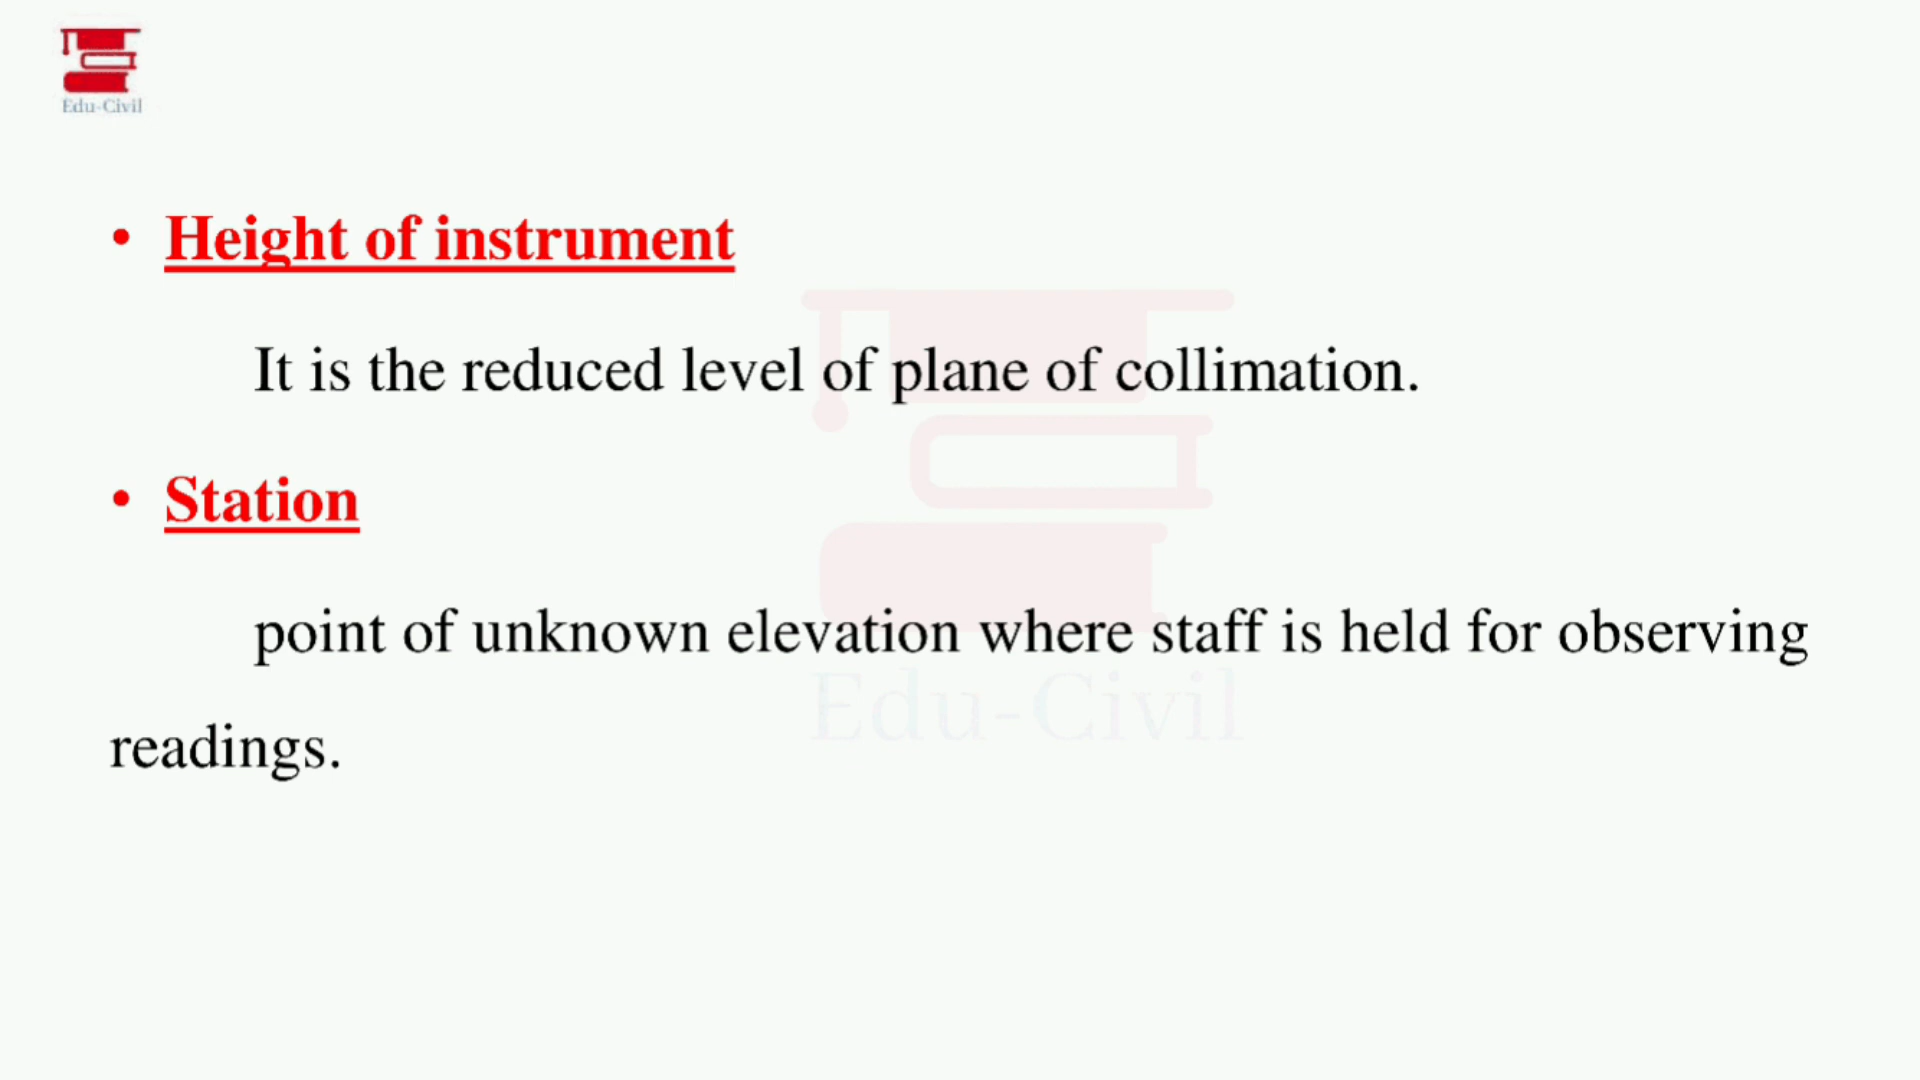 Edu-Civil
• Height of instrument
It is the reduced level of plane of collimation.
• Station
point of unknown elevation where staff is held for observing
readings.
Edu-Civil